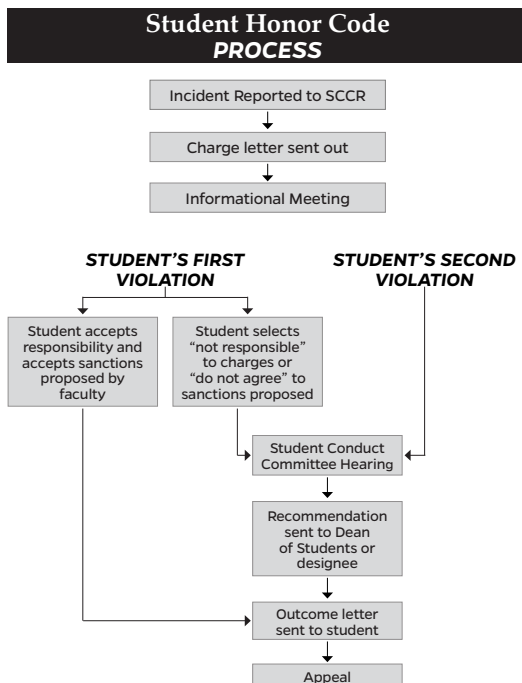 Student Honor Code
PROCESS
Incident Reported to SCCR
Charge letter sent out
Informational Meeting
STUDENT'S FIRST
VIOLATION
STUDENT'S SECOND
VIOLATION
Student accepts
responsibility and
accepts sanctions
proposed by
faculty
Student selects
“not responsible”
to charges or
“do not agree” to
sanctions proposed
Student Conduct
Committee Hearing
Recommendation
sent to Dean
of Students or
designee
Outcome letter
sent to student
Appeal